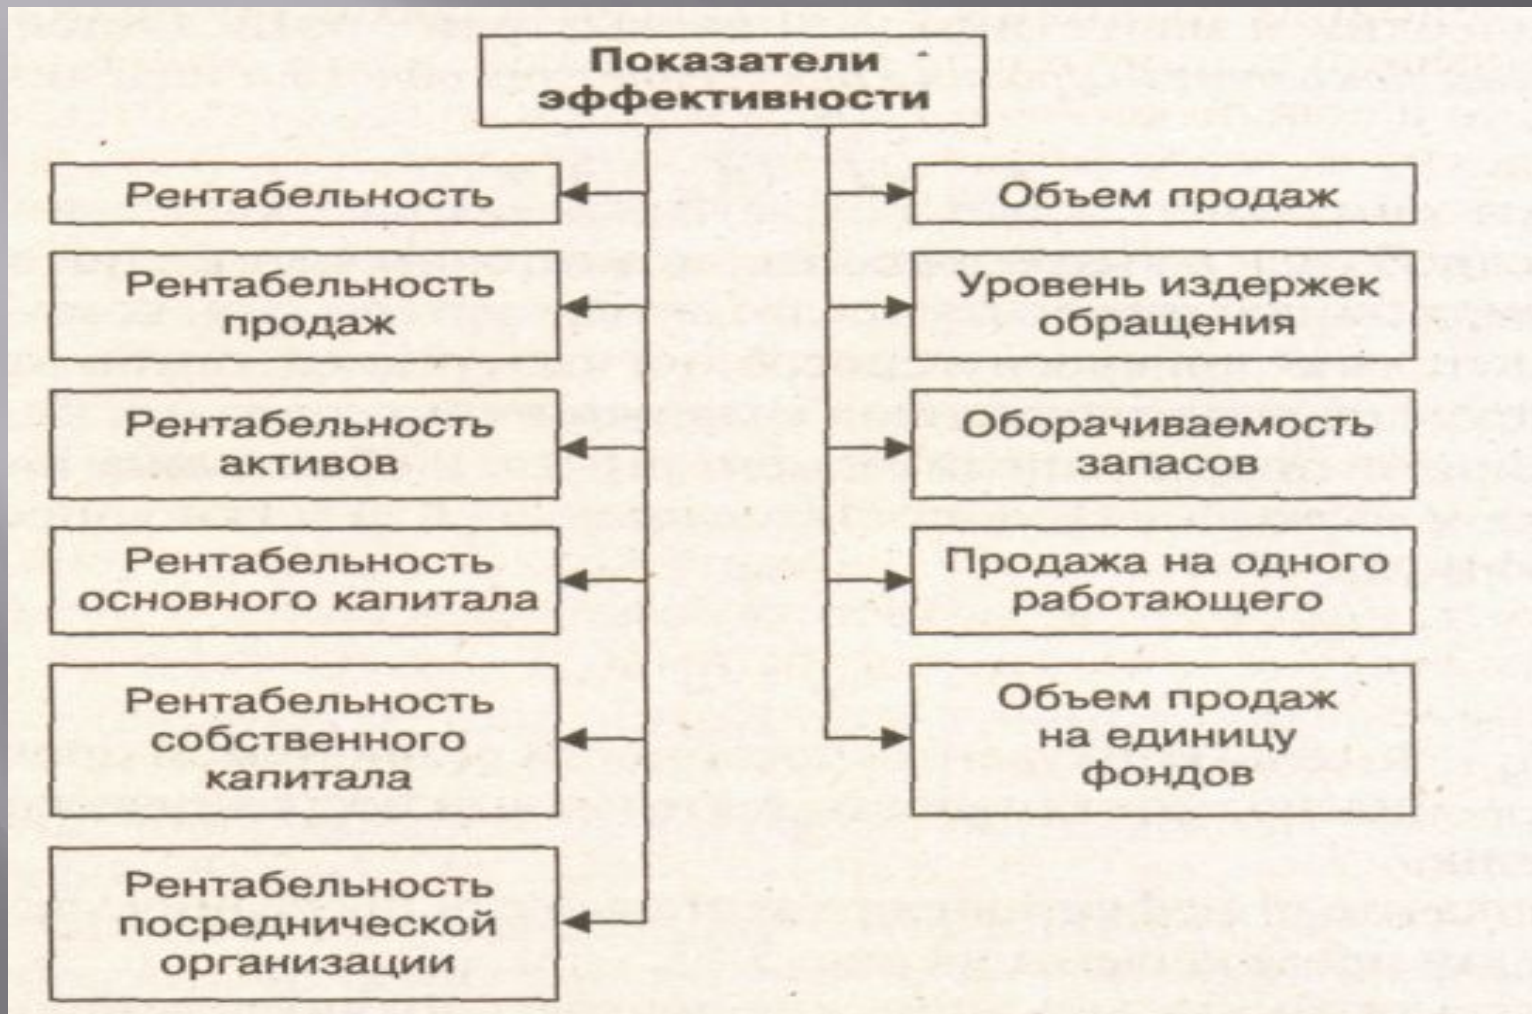 Показатели
эффективности
Рентабельность
Рентабельность
продаж
Рентабельность
активов
Рентабельность
основного капитала
Рентабельность
собственного
капитала
Рентабельность
посреднической
организации
Объем продаж
Уровень издержек
обращения
Оборачиваемость
запасов
Продажа на одного
работающего
Объем продаж
на единицу
фондов